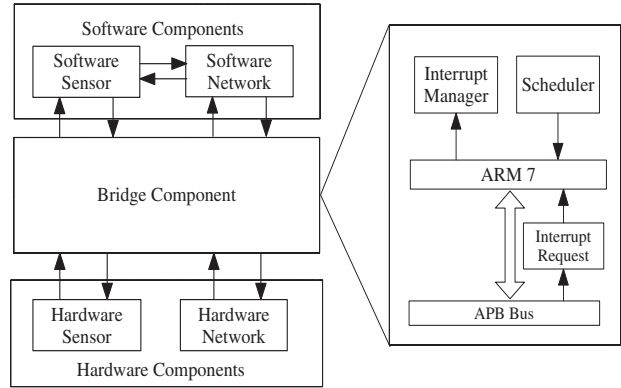 Software Components
Software
Sensor
Software
Network
Bridge Component
Hardware
Sensor
Hardware
Network
Hardware Components
Interrupt
Manager
Scheduler
ARM 7
Interrupt
Request
APB Bus